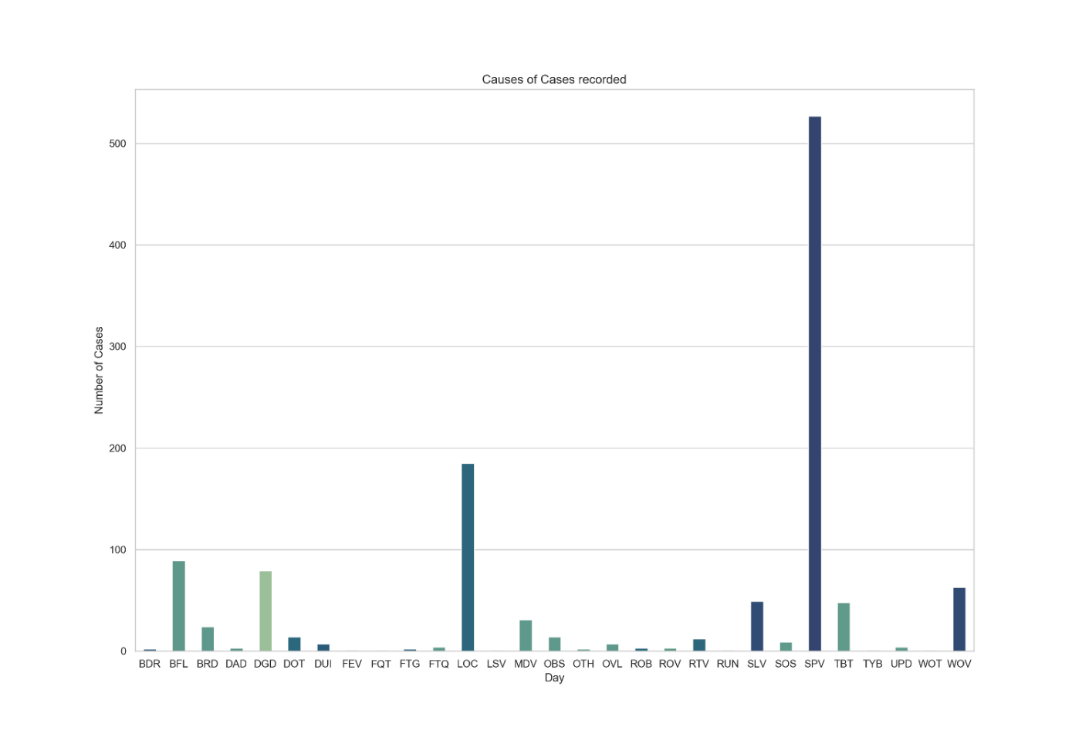 Causes of Cases recorded
500
400
300
200
100
0
Number of Cases
BDR BFL BRD DAD DGD DOT DUI FEV FQT FTG FTQ LOC LSV MDV OBS OTH OVL ROB ROV RTV RUN SLV SOS SPV TBT TYB UPD WOT WOV
Day